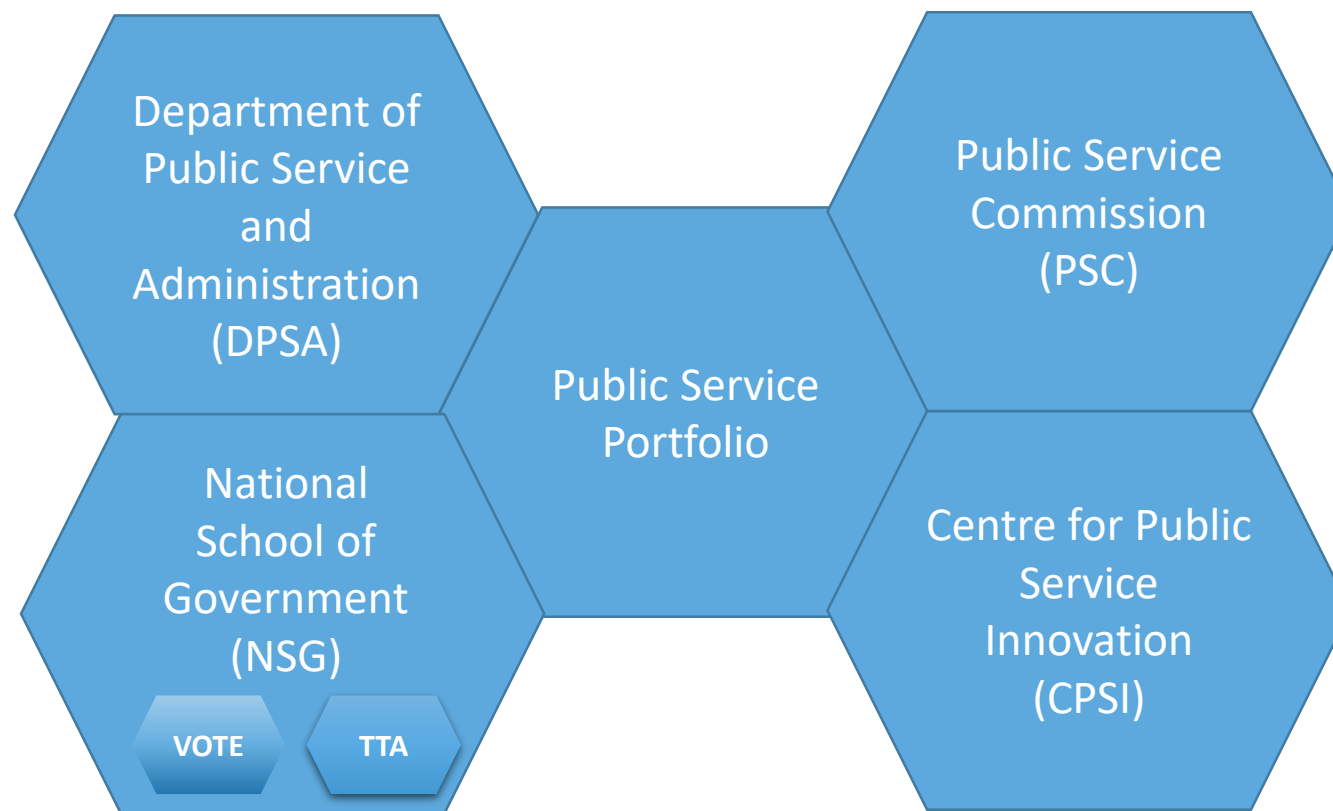 Department of
Public Service
and
Administration
(DPSA)
Public Service
Commission
(PSC)
Public Service
Portfolio
National
School of
Government
(NSG)
VOTE
TTA
Centre for Public
Service
Innovation
(CPSI)